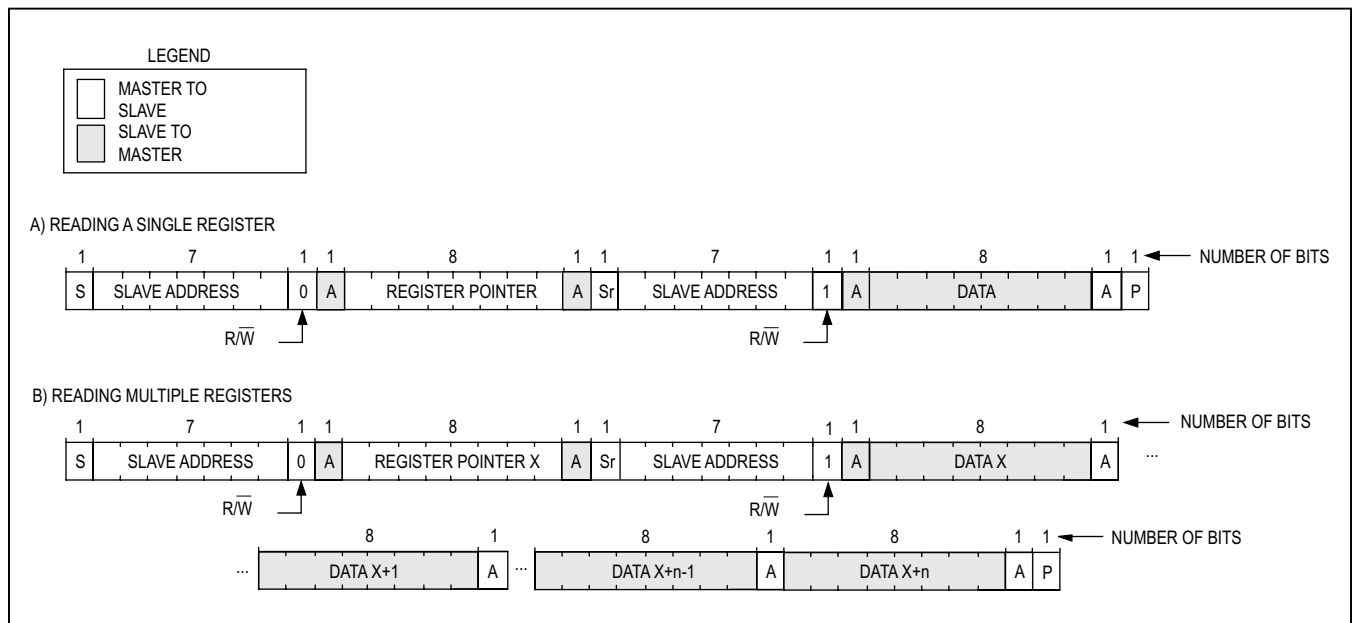 LEGEND
MASTER TO
SLAVE
SLAVE TO
MASTER
A) READING A SINGLE REGISTER
1 7 1 1 8 1 1 7 1 1 8 1 1 NUMBER OF BITS
S SLAVE ADDRESS 0 A REGISTER POINTER A Sr SLAVE ADDRESS 1 A DATA A P
R/W̅ R/W̅
B) READING MULTIPLE REGISTERS
1 7 1 1 8 1 1 7 1 1 8 1 NUMBER OF BITS
S SLAVE ADDRESS 0 A REGISTER POINTER X A Sr SLAVE ADDRESS 1 A DATA X A ...
R/W̅ R/W̅
8 1 8 1 8 1 1 NUMBER OF BITS
... DATA X+1 A ... DATA X+n-1 A DATA X+n A P